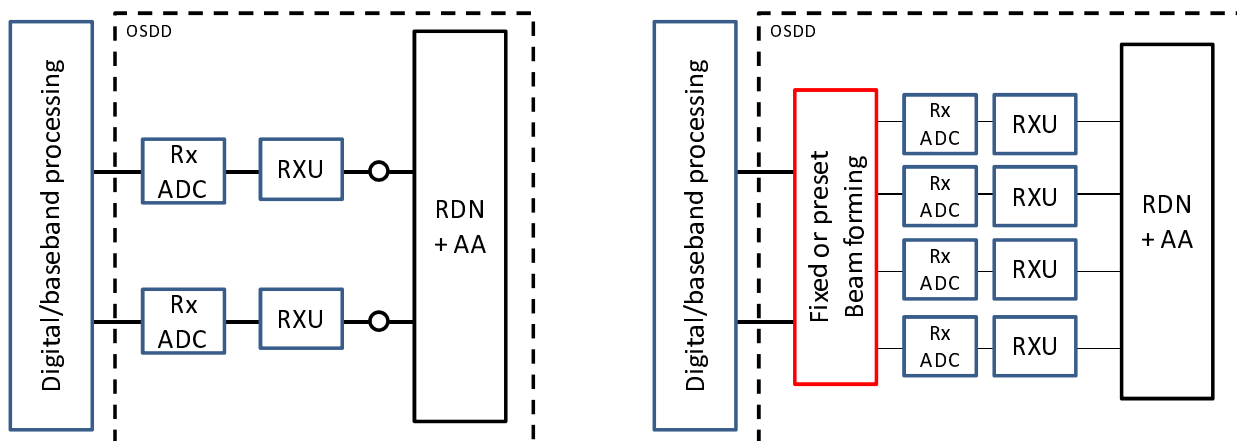 OSDD
Digital/baseband processing
Rx
ADC
RXU
Rx
ADC
RXU
RDN
+ AA
OSDD
Digital/baseband processing
Fixed or preset
Beam forming
Rx
ADC
RXU
Rx
ADC
RXU
Rx
ADC
RXU
Rx
ADC
RXU
RDN
+ AA